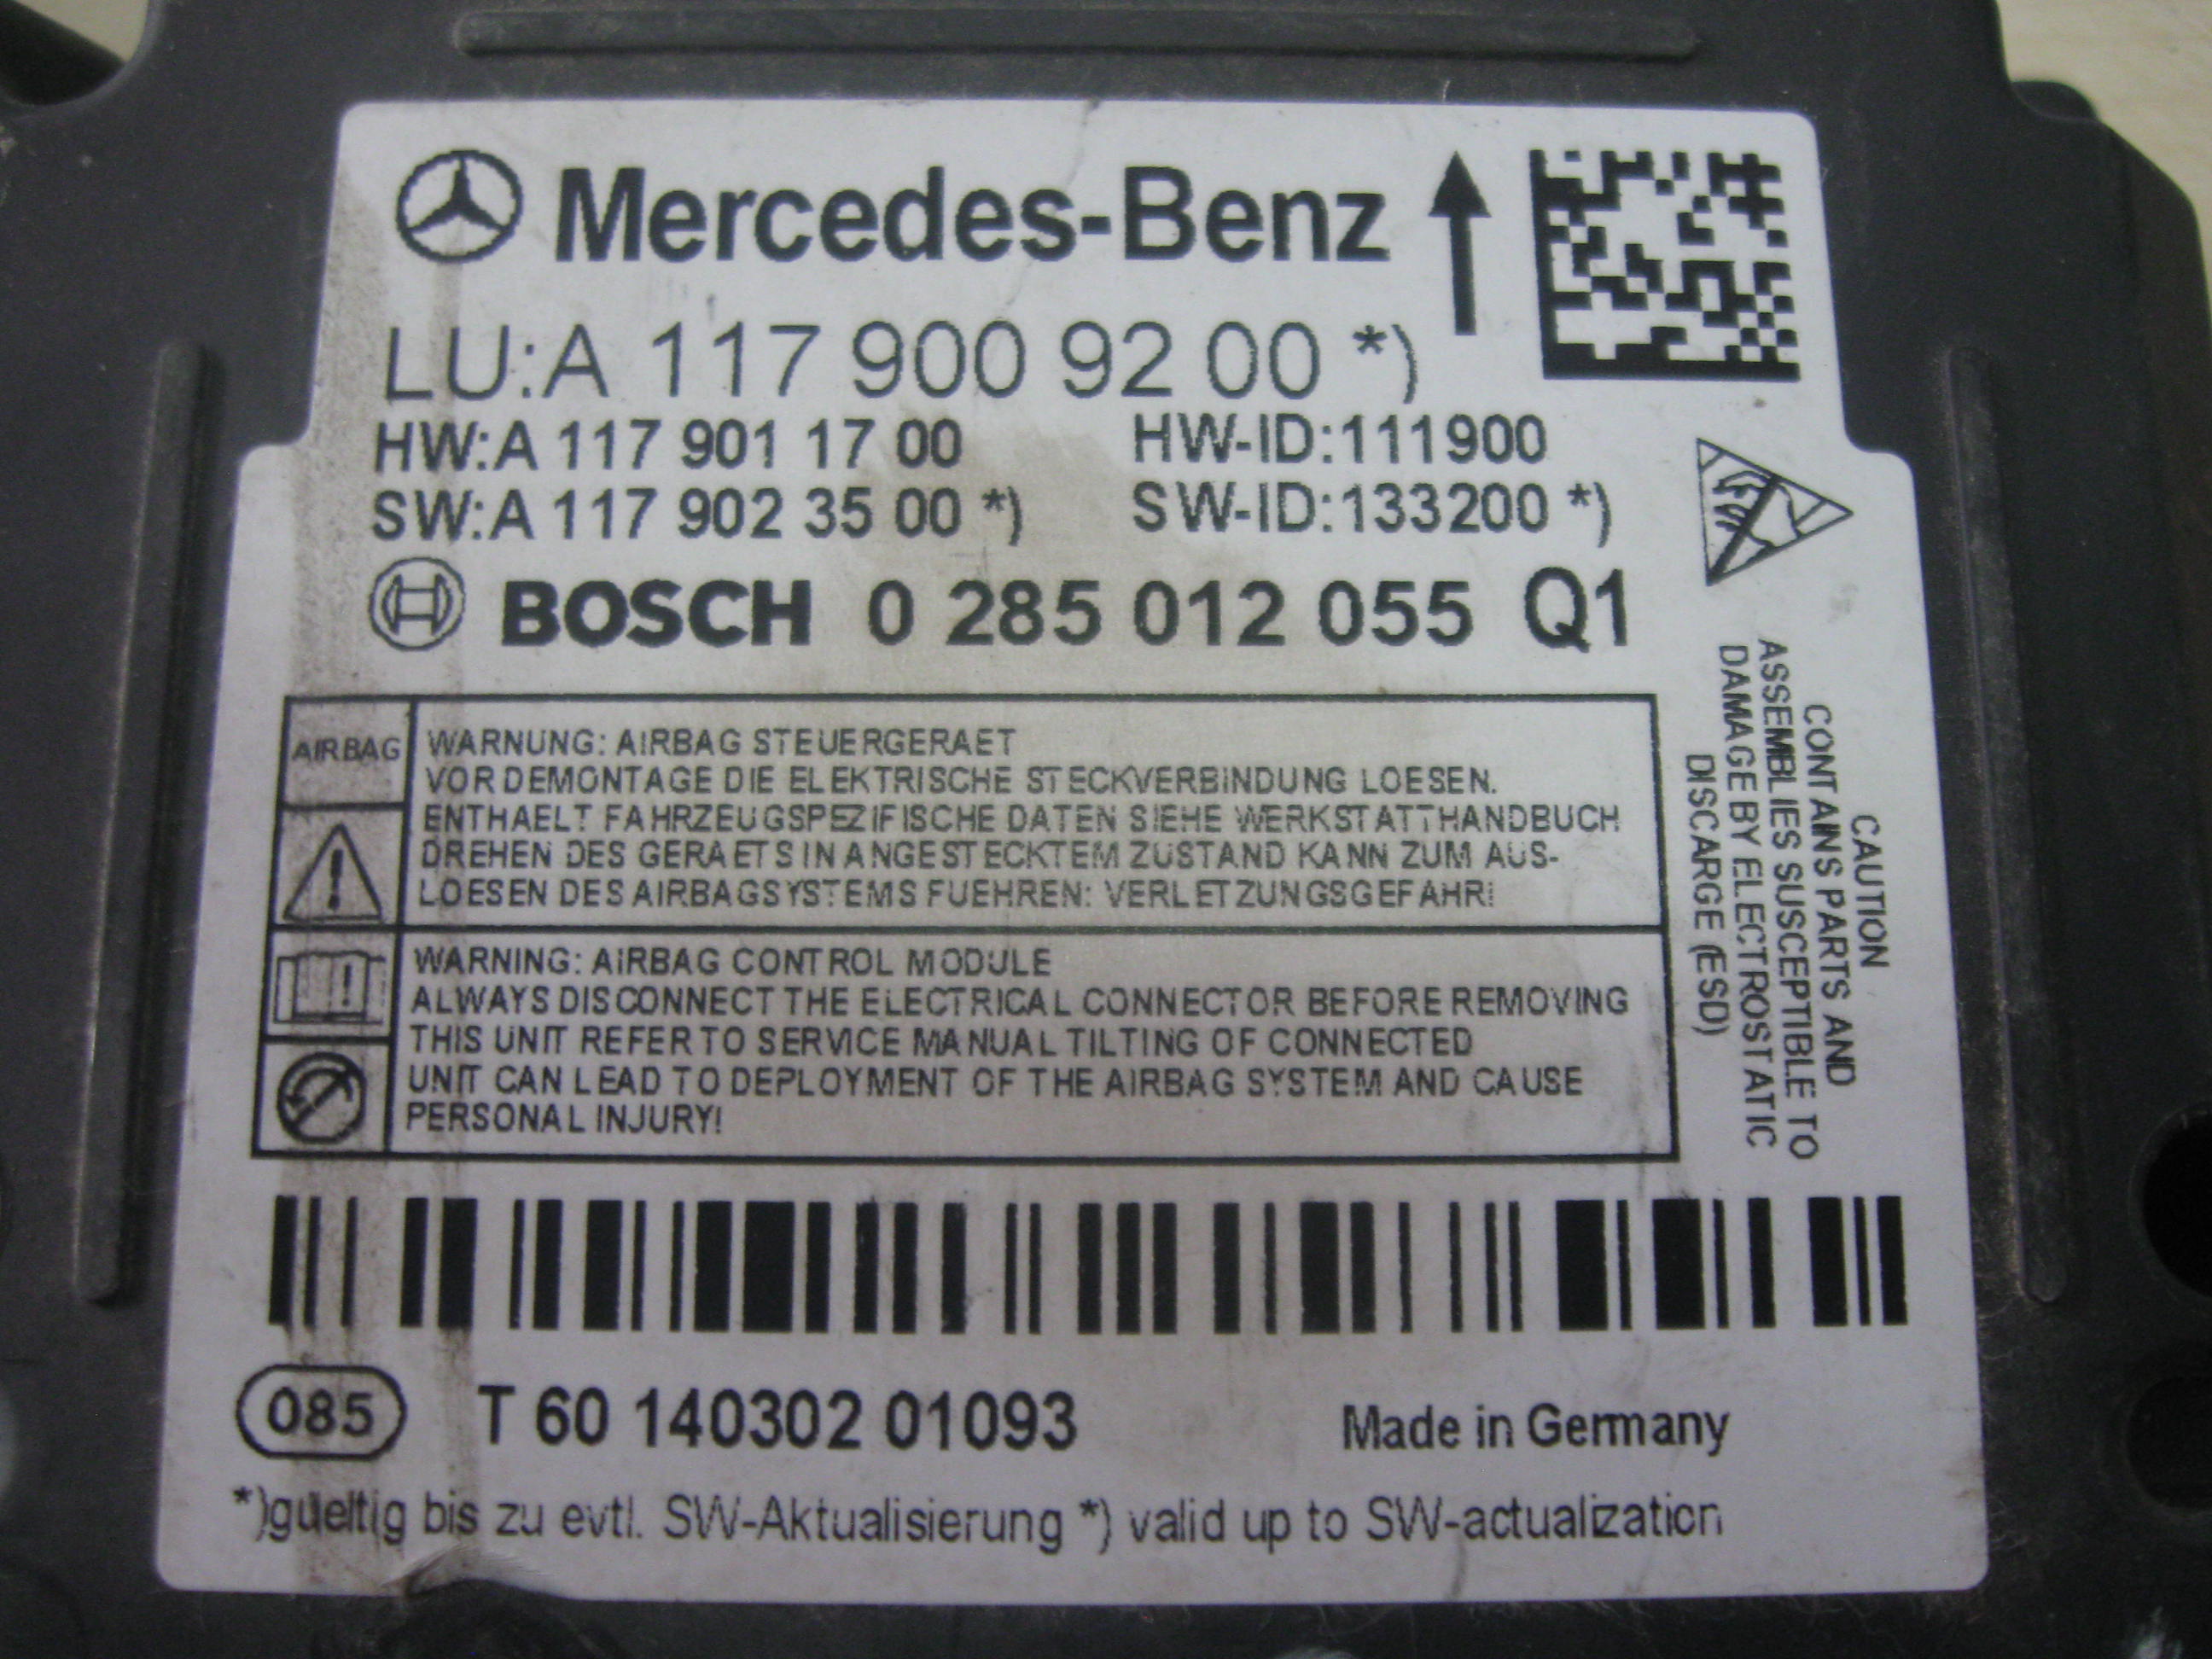 Mercedes-Benz
LU:A 117 900 92 00 *)
HW:A 117 901 17 00 HW-ID:111900
SW:A 117 902 35 00 *) SW-ID:133200 *)
BOSCH 0 285 012 055 Q1
AIRBAG
WARNUNG: AIRBAG STEUERGERAET
VOR DEMONTAGE DIE ELEKTRISCHE STECKVERBINDUNG LOESEN.
ENTHAELT FAHRZEUGSPEZIFISCHE DATEN SIEHE WERKSTATTHANDBUCH
DREHEN DES GERAETS IN ANGESTECKTEM ZUSTAND KANN ZUM AUS-
LOESEN DES AIRBAGSYSTEMS FUEHREN: VERLETZUNGSGEFAHR!
WARNING: AIRBAG CONTROL MODULE
ALWAYS DISCONNECT THE ELECTRICAL CONNECTOR BEFORE REMOVING
THIS UNIT REFER TO SERVICE MANUAL TILTING OF CONNECTED
UNIT CAN LEAD TO DEPLOYMENT OF THE AIRBAG SYSTEM AND CAUSE
PERSONAL INJURY!
CAUTION
CONTAINS PARTS AND
ASSEMBLIES SUSCEPTIBLE TO
DAMAGE BY ELECTROSTATIC
DISCARGE (ESD)
085 T 60 140302 01093 Made in Germany
*)gueltig bis zu evtl. SW-Aktualisierung *) valid up to SW-actualization